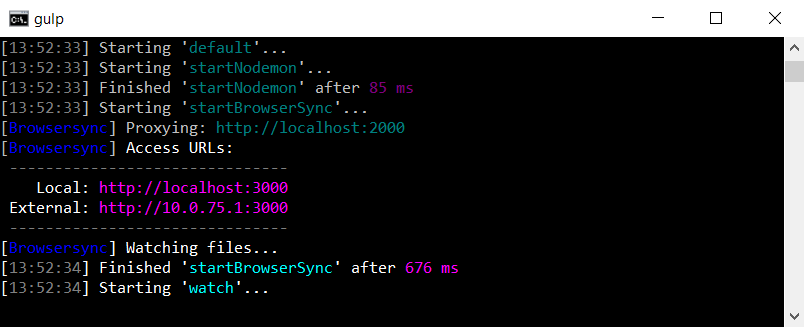 gulp
[13:52:33] Starting 'default'...
[13:52:33] Starting 'startNodemon'...
[13:52:33] Finished 'startNodemon' after 85 ms
[13:52:33] Starting 'startBrowserSync'...
[Browsersync] Proxying: http://localhost:2000
[Browsersync] Access URLs:
-------------------------------
Local: http://localhost:3000
External: http://10.0.75.1:3000
-------------------------------
[Browsersync] Watching files...
[13:52:34] Finished 'startBrowserSync' after 676 ms
[13:52:34] Starting 'watch'...